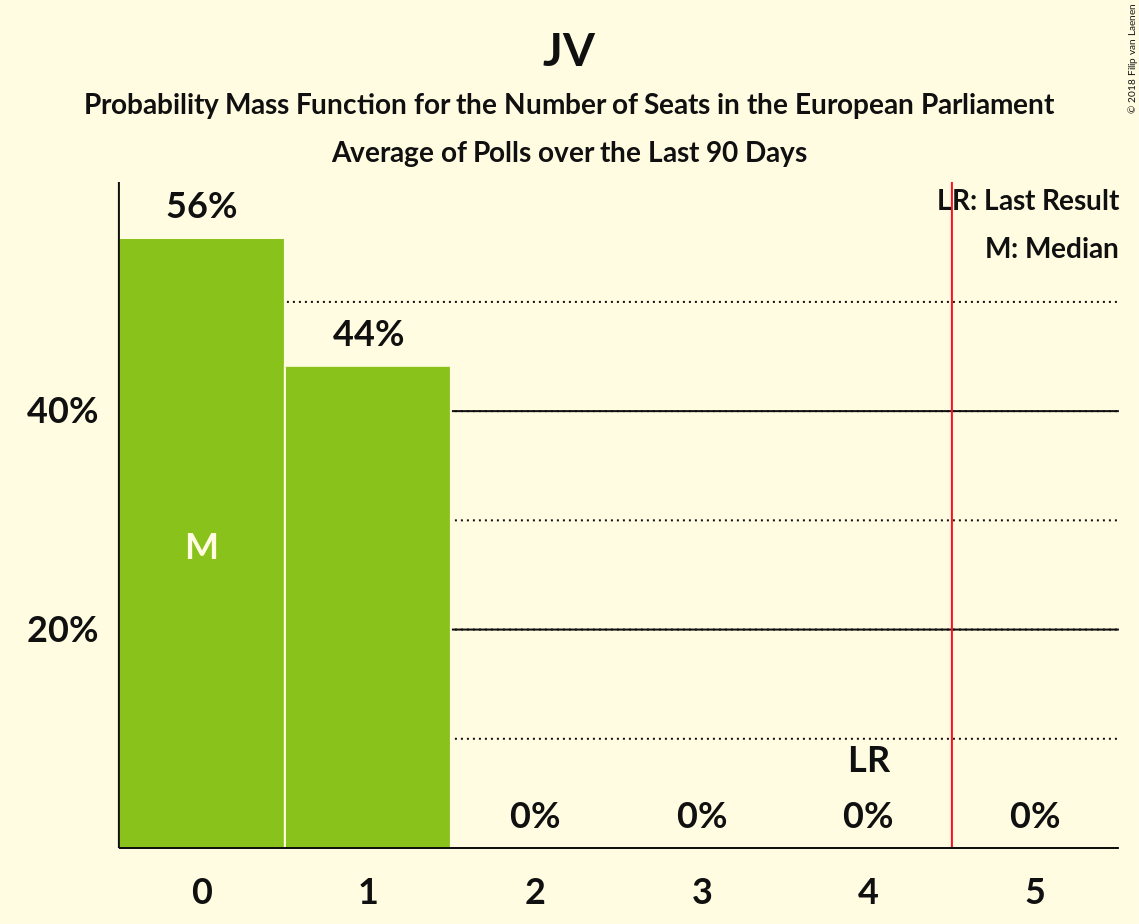 JV
Probability Mass Function for the Number of Seats in the European Parliament
Average of Polls over the Last 90 Days
© 2018 Filip van Laenen
LR: Last Result
M: Median
56%
44%
40%
M
20%
LR
0% 0% 0% 0%
0 1 2 3 4 5